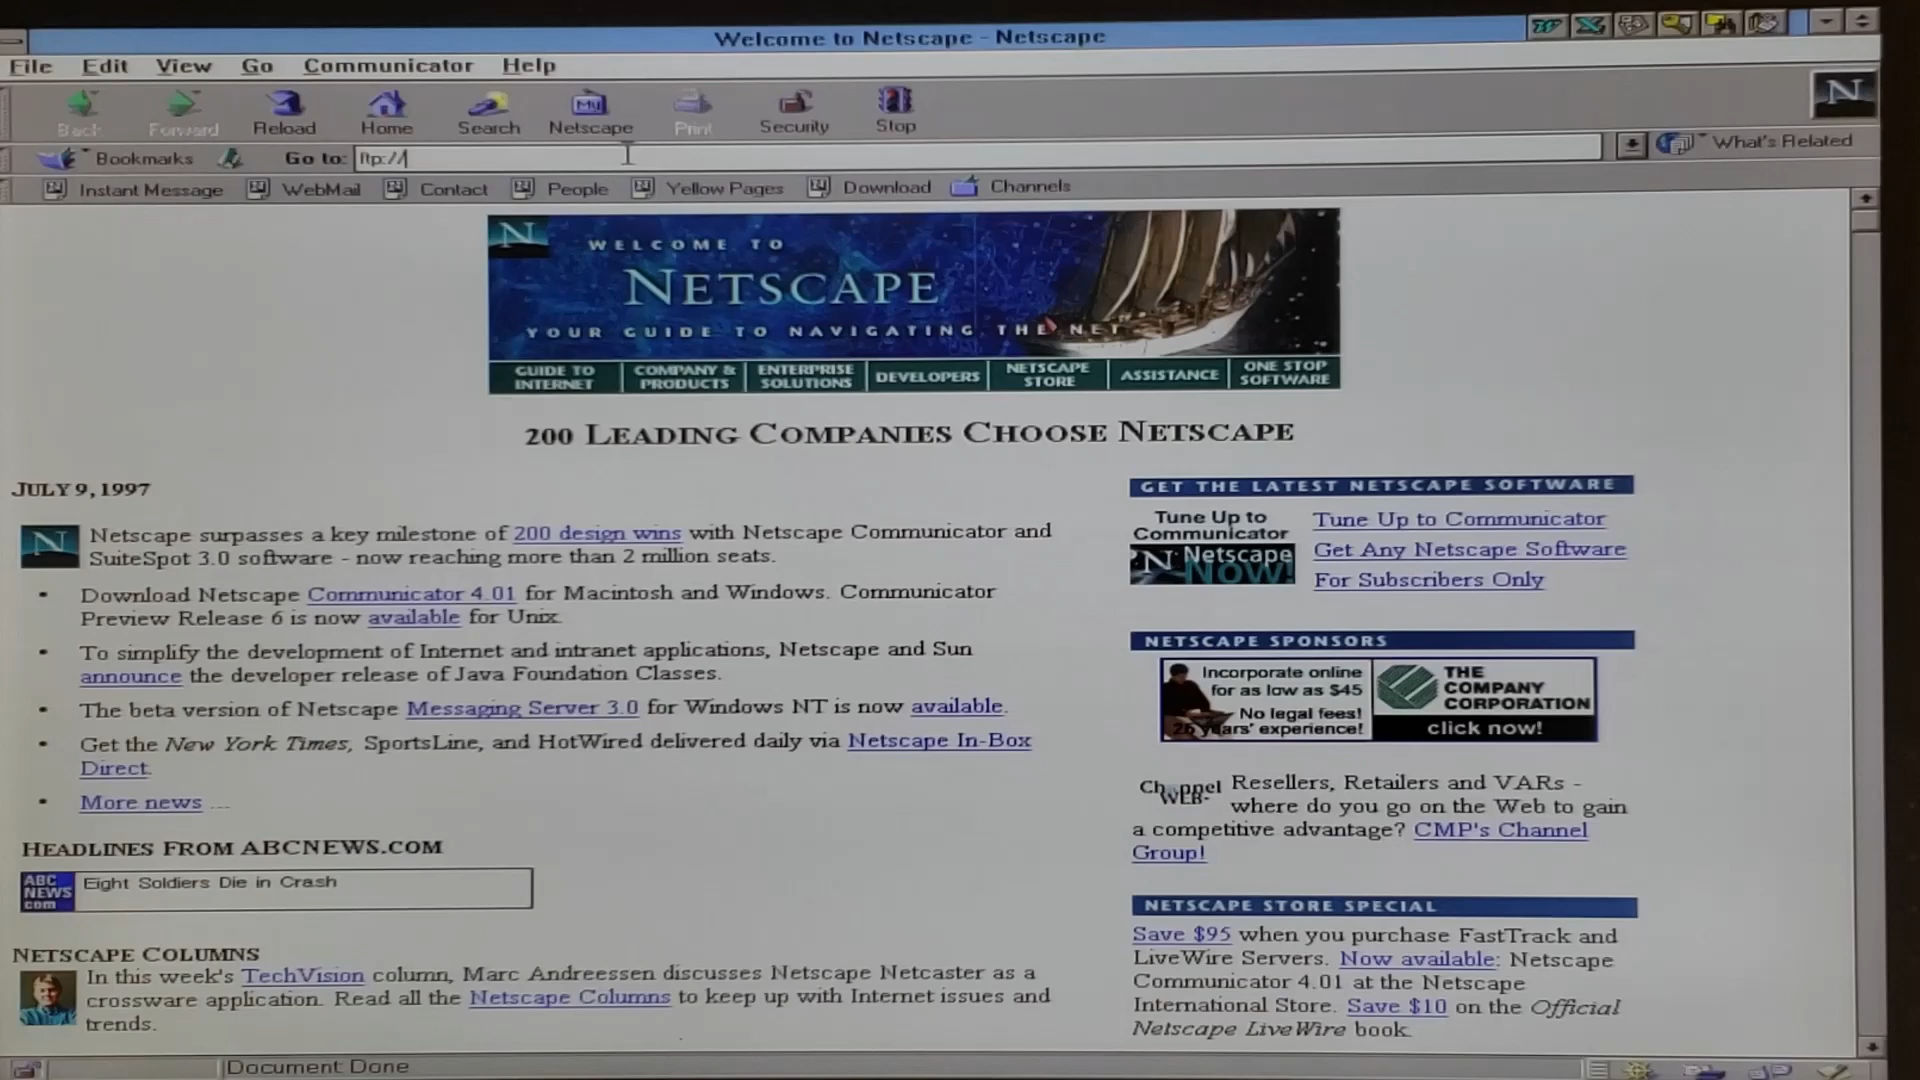 Welcome to Netscape - Netscape
File Edit View Go Communicator Help
Back Forward Reload Home Search Netscape Print Security Stop
My
N
Bookmarks Go to: ftp:// What's Related
Instant Message WebMail Contact People Yellow Pages Download Channels
N
WELCOME TO
NETSCAPE
YOUR GUIDE TO NAVIGATING THE NET
GUIDE TO INTERNET
COMPANY & PRODUCTS
ENTERPRISE SOLUTIONS
DEVELOPERS
NETSCAPE STORE
ASSISTANCE
ONE STOP SOFTWARE
200 LEADING COMPANIES CHOOSE NETSCAPE
JULY 9, 1997
N
Netscape surpasses a key milestone of 200 design wins with Netscape Communicator and
SuiteSpot 3.0 software - now reaching more than 2 million seats.
• Download Netscape Communicator 4.01 for Macintosh and Windows. Communicator
Preview Release 6 is now available for Unix.
• To simplify the development of Internet and intranet applications, Netscape and Sun
announce the developer release of Java Foundation Classes.
• The beta version of Netscape Messaging Server 3.0 for Windows NT is now available.
• Get the New York Times, SportsLine, and HotWired delivered daily via Netscape In-Box
Direct.
• More news ...
HEADLINES FROM ABCNEWS.COM
ABC
NEWS
com
Eight Soldiers Die in Crash
NETSCAPE COLUMNS
In this week's TechVision column, Marc Andreessen discusses Netscape Netcaster as a
crossware application. Read all the Netscape Columns to keep up with Internet issues and
trends.
GET THE LATEST NETSCAPE SOFTWARE
Tune Up to
Communicator
N Netscape
NOW!
Tune Up to Communicator
Get Any Netscape Software
For Subscribers Only
NETSCAPE SPONSORS
Incorporate online
for as low as $45
No legal fees!
25 years' experience!
THE
COMPANY
CORPORATION
click now!
Channel
WEB
Resellers, Retailers and VARs -
where do you go on the Web to gain
a competitive advantage? CMP's Channel
Group!
NETSCAPE STORE SPECIAL
Save $95 when you purchase FastTrack and
LiveWire Servers. Now available: Netscape
Communicator 4.01 at the Netscape
International Store. Save $10 on the Official
Netscape LiveWire book.
Document: Done